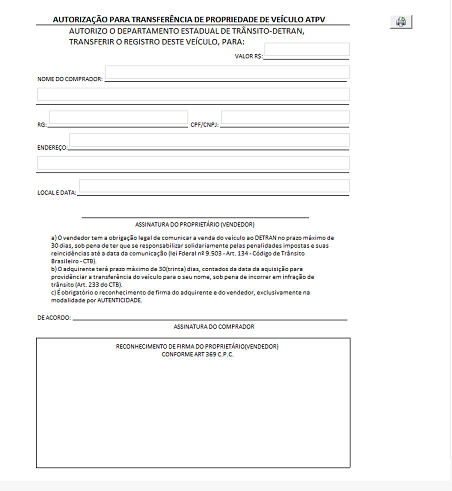 AUTORIZAÇÃO PARA TRANSFERÊNCIA DE PROPRIEDADE DE VEÍCULO ATPV
AUTORIZO O DEPARTAMENTO ESTADUAL DE TRÂNSITO-DETRAN,
TRANSFERIR O REGISTRO DESTE VEÍCULO, PARA:
VALOR R$:
NOME DO COMPRADOR:
RG:
CPF/CNPJ:
ENDEREÇO:
LOCAL E DATA:
ASSINATURA DO PROPRIETÁRIO (VENDEDOR)
a) O vendedor tem a obrigação legal de comunicar a venda do veículo ao DETRAN no prazo máximo de
30 dias, sob pena de ter que se responsabilizar solidariamente pelas penalidades impostas e suas
reincidências até a data da comunicação (lei Fderal nº 9.503 - Art. 134 - Código de Trânsito
Brasileiro - CTB).
b) O adquirente terá prazo máximo de 30(trinta) dias, contados da data da aquisição para
providênciar a transferência do veículo para o seu nome, sob pena de incorrer em infração de
trânsito (Art. 233 do CTB).
c) É obrigatório o reconhecimento de firma do adquirente e do vendedor, exclusivamente na
modalidade por AUTENTICIDADE.
DE ACORDO:
ASSINATURA DO COMPRADOR
RECONHECIMENTO DE FIRMA DO PROPRIETÁRIO(VENDEDOR)
CONFORME ART 369 C.P.C.